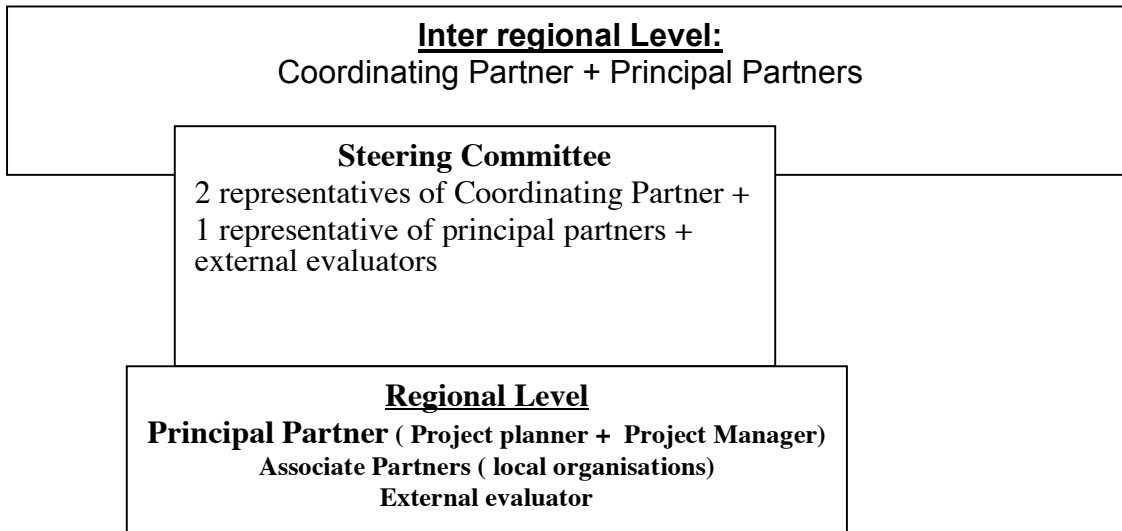 Inter regional Level:
Coordinating Partner + Principal Partners
Steering Committee
2 representatives of Coordinating Partner +
1 representative of principal partners +
external evaluators
Regional Level
Principal Partner ( Project planner + Project Manager)
Associate Partners ( local organisations)
External evaluator